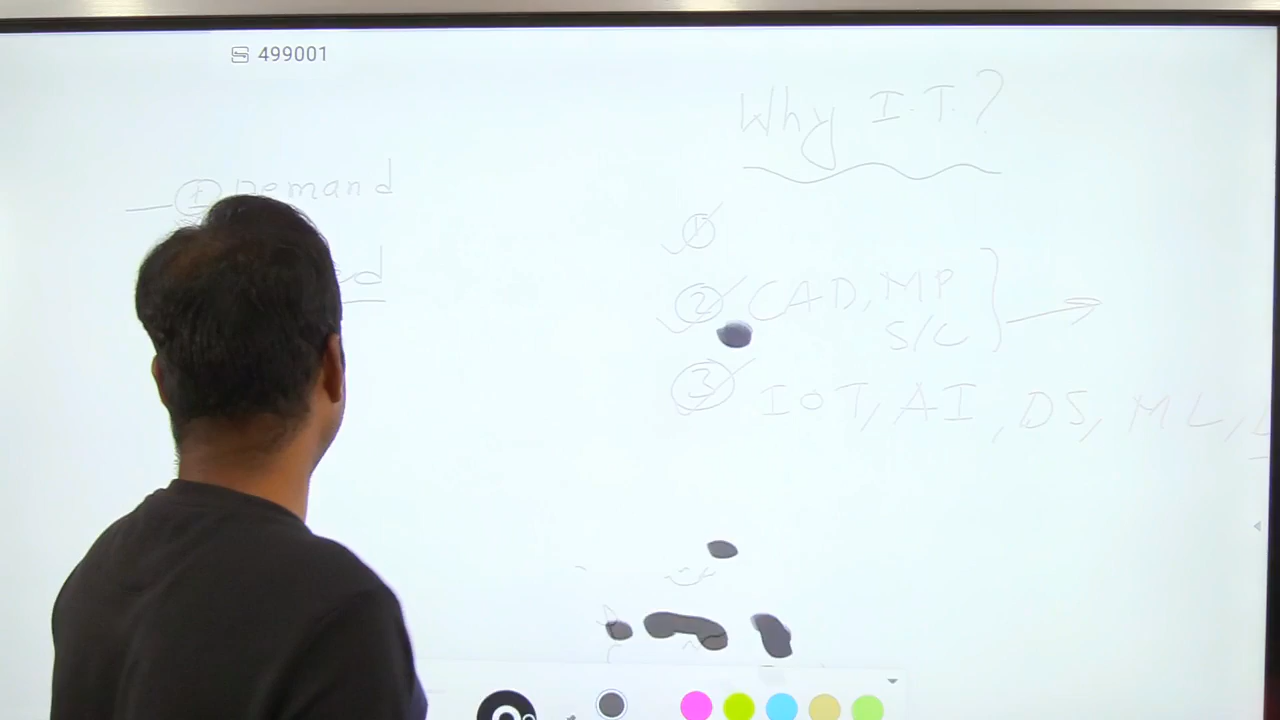 499001
Why I.T.?
① Demand
①
② CAD, MP
S/C
③ IOT, AI, DS, ML,